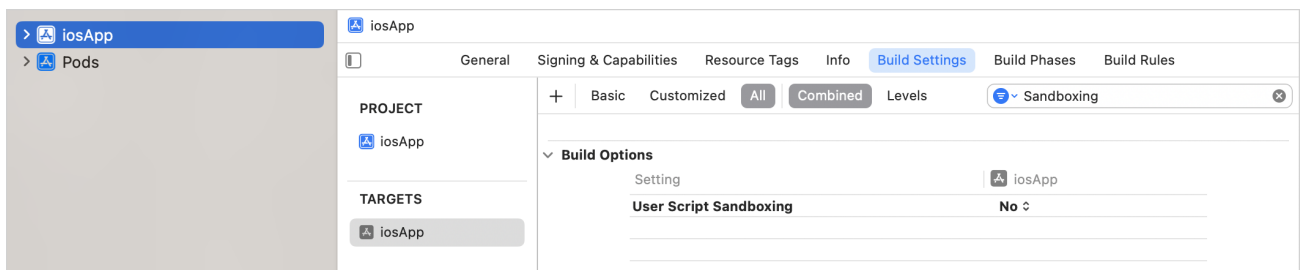 iosApp
Pods
iosApp
General Signing & Capabilities Resource Tags Info Build Settings Build Phases Build Rules
PROJECT
iosApp
TARGETS
iosApp
+ Basic Customized All Combined Levels Sandboxing
Build Options
Setting iosApp
User Script Sandboxing No